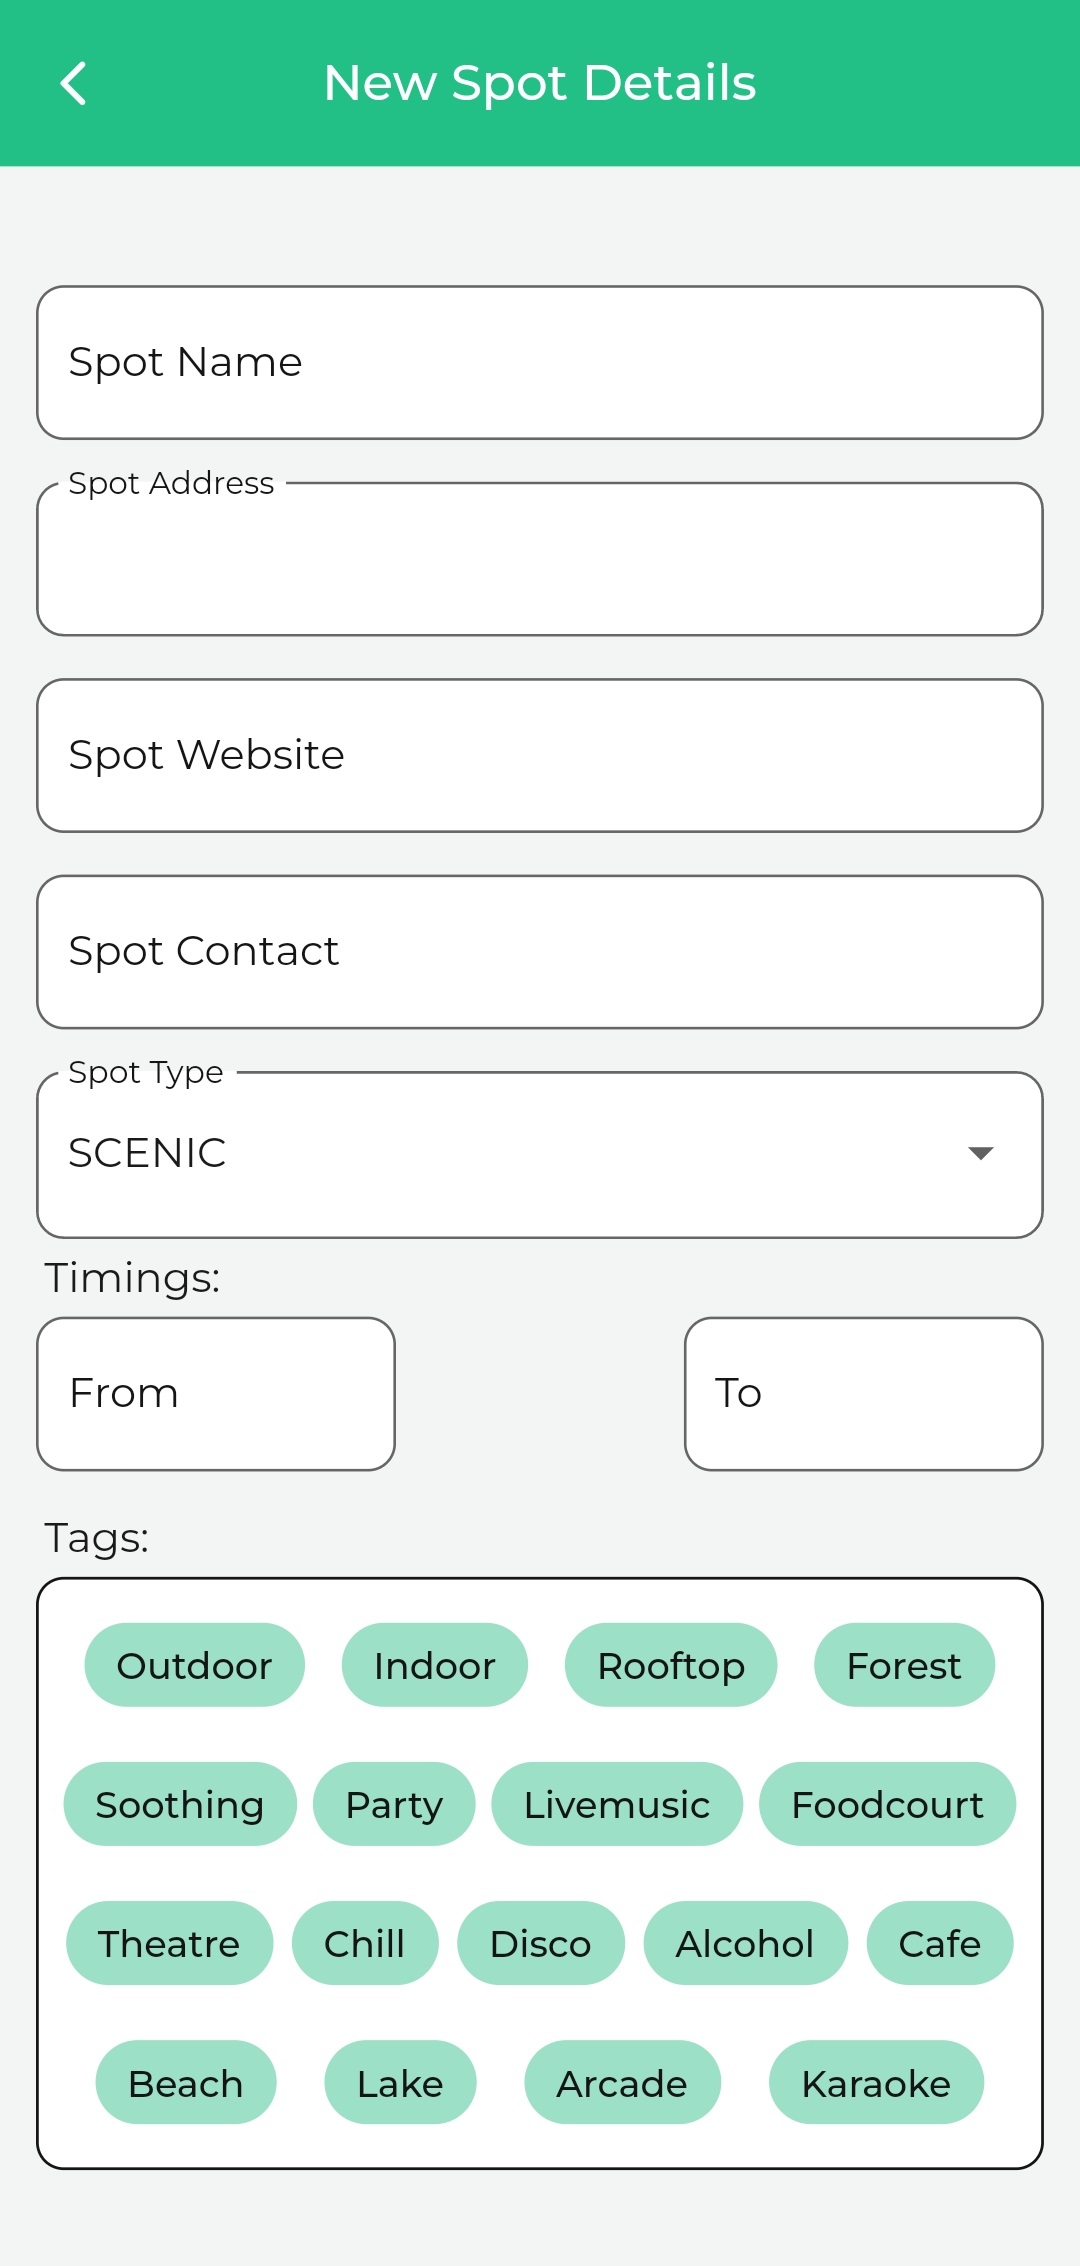 New Spot Details
Spot Name
Spot Address
Spot Website
Spot Contact
Spot Type
SCENIC
Timings:
From To
Tags:
Outdoor Indoor Rooftop Forest
Soothing Party Livemusic Foodcourt
Theatre Chill Disco Alcohol Cafe
Beach Lake Arcade Karaoke